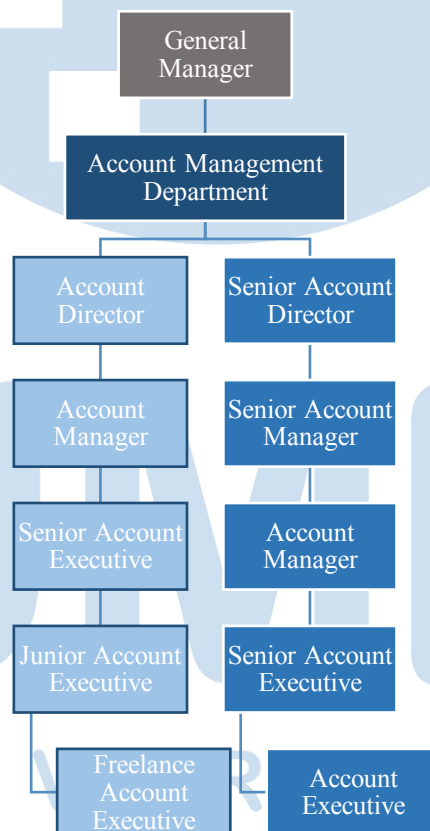 General
Manager
Account Management
Department
Account
Director
Account
Manager
Senior Account
Executive
Junior Account
Executive
Freelance
Account
Executive
Senior Account
Director
Senior Account
Manager
Account
Manager
Senior Account
Executive
Account
Executive